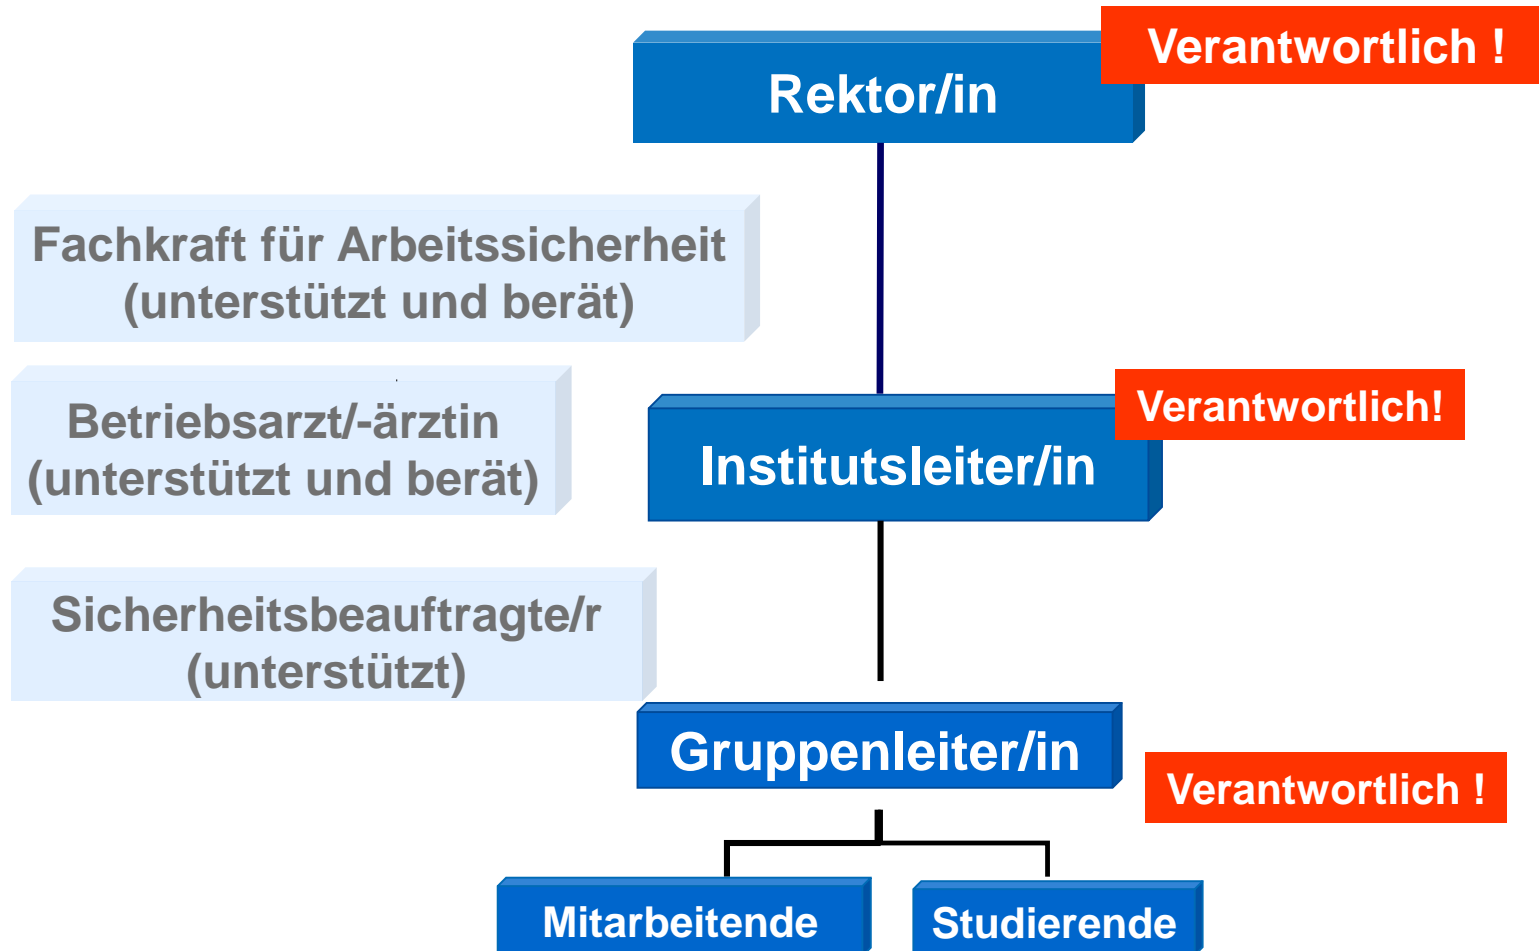 Verantwortlich !
Rektor/in
Fachkraft für Arbeitssicherheit
(unterstützt und berät)
Betriebsarzt/-ärztin
(unterstützt und berät)
Verantwortlich!
Institutsleiter/in
Sicherheitsbeauftragte/r
(unterstützt)
Gruppenleiter/in
Verantwortlich !
Mitarbeitende
Studierende